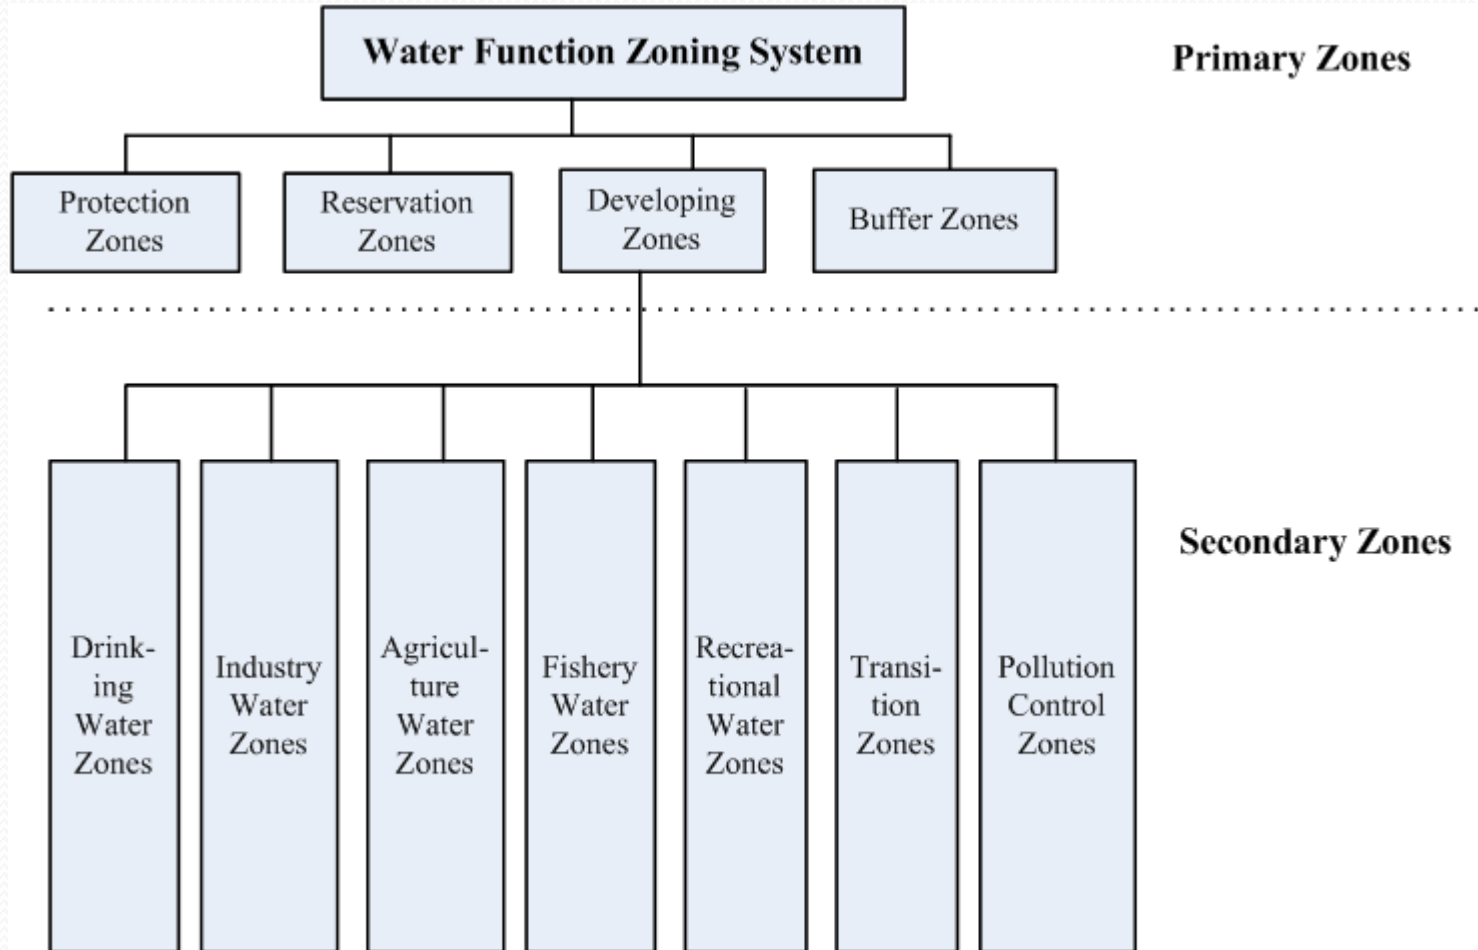 Water Function Zoning System
Primary Zones
Protection
Zones
Reservation
Zones
Developing
Zones
Buffer Zones
Secondary Zones
Drink-
ing
Water
Zones
Industry
Water
Zones
Agricul-
ture
Water
Zones
Fishery
Water
Zones
Recrea-
tional
Water
Zones
Transi-
tion
Zones
Pollution
Control
Zones